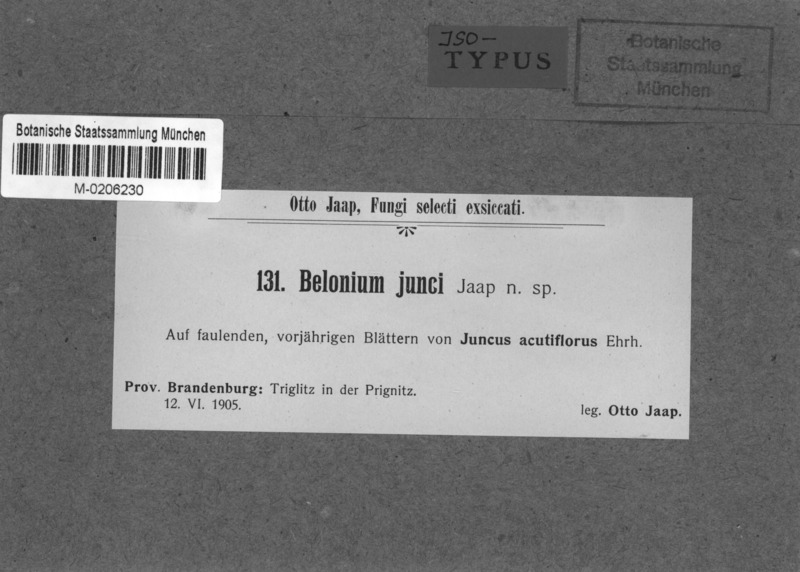 ISO-
TYPUS
Botanische
Staatssammlung
München
Botanische Staatssammlung München
M-0206230
Otto Jaap, Fungi selecti exsiccati.
131. Belonium junci Jaap n. sp.
Auf faulenden, vorjährigen Blättern von Juncus acutiflorus Ehrh.
Prov. Brandenburg: Triglitz in der Prignitz.
12. VI. 1905.
leg. Otto Jaap.